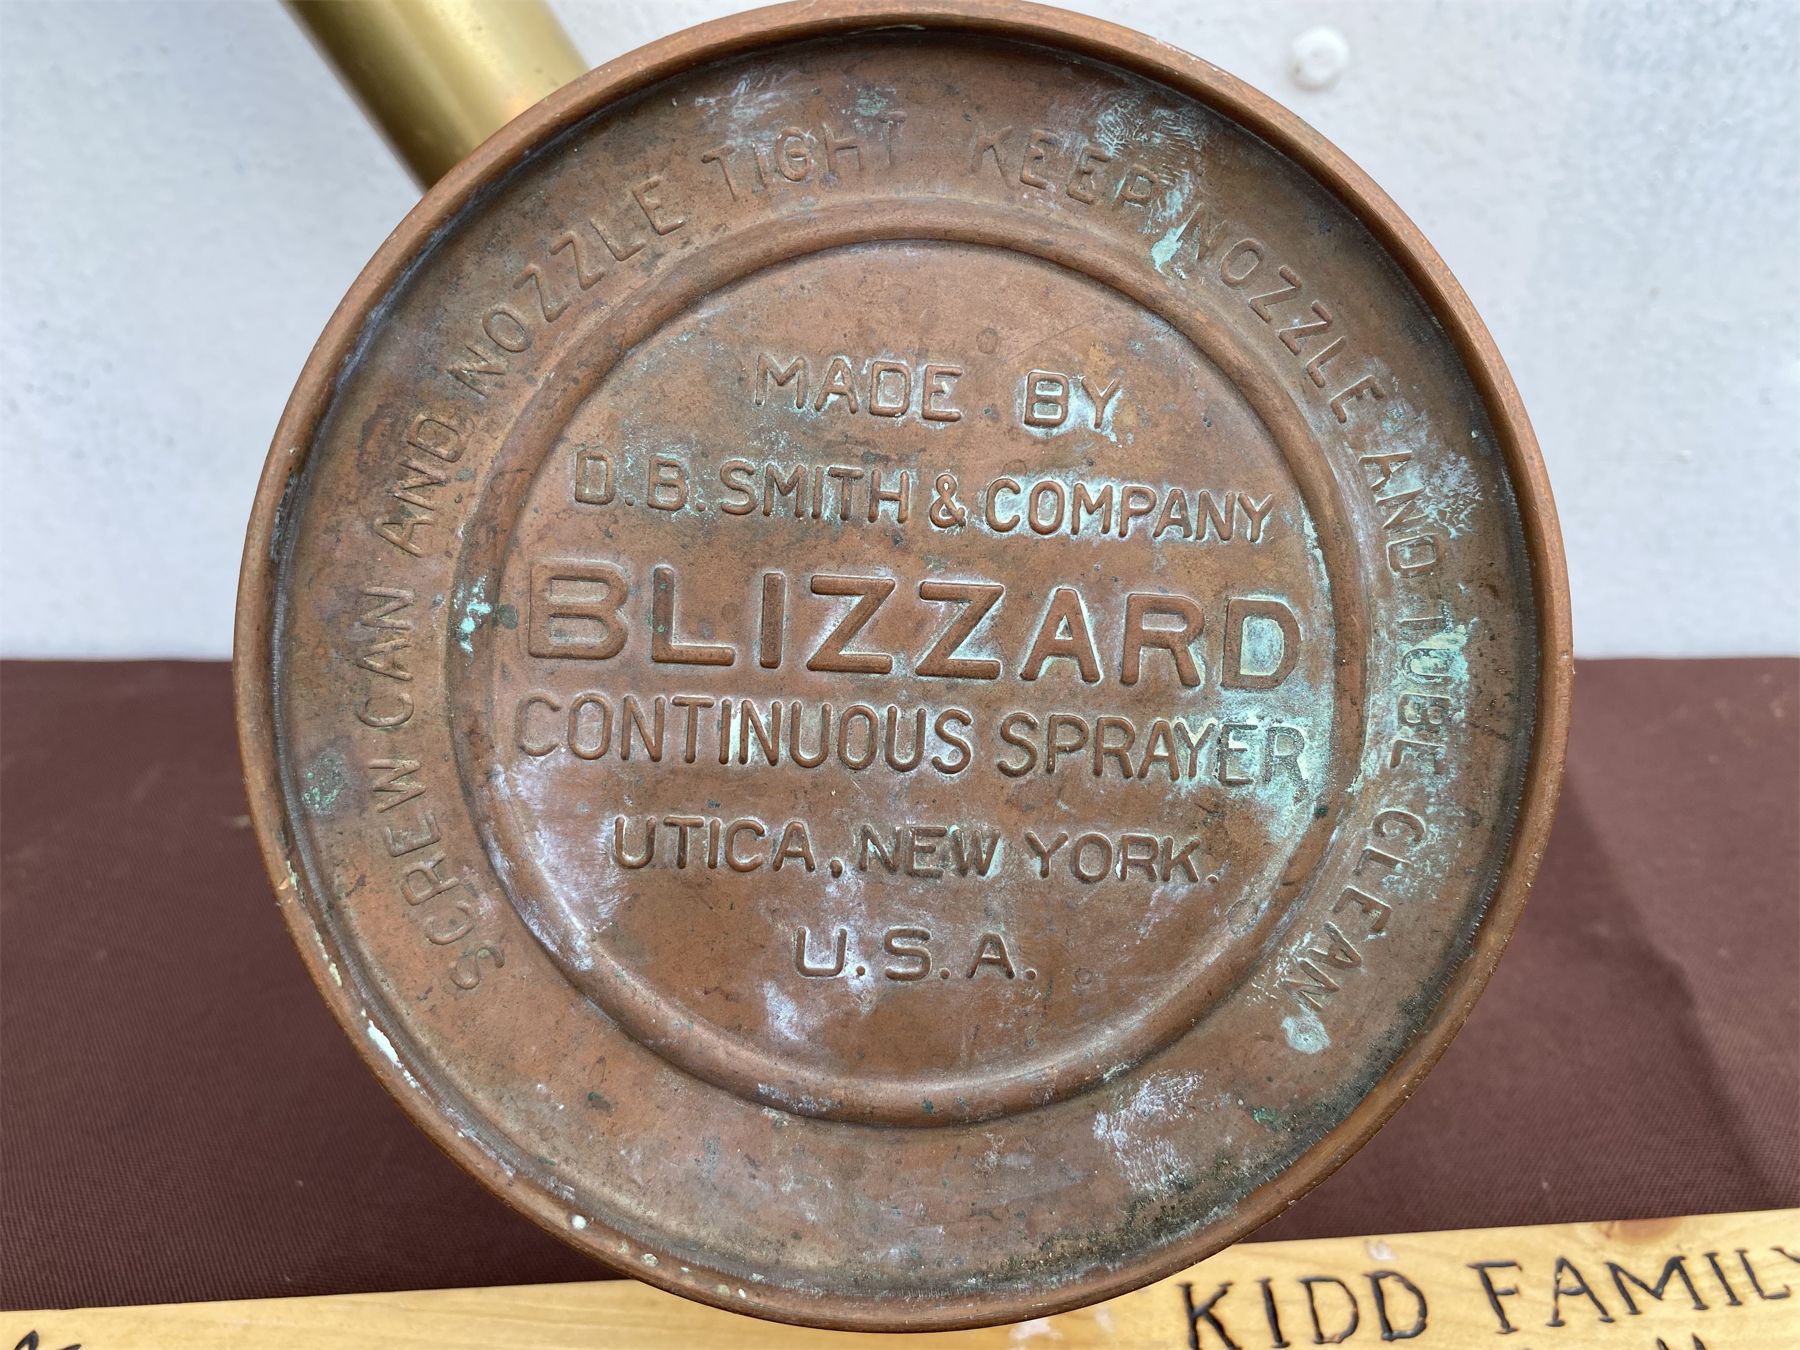 SCREW CAN AND NOZZLE TIGHT KEEP NOZZLE AND TUBE CLEAN
MADE BY
D.B. SMITH & COMPANY
BLIZZARD
CONTINUOUS SPRAYER
UTICA, NEW YORK.
U.S.A.
KIDD FAMILY